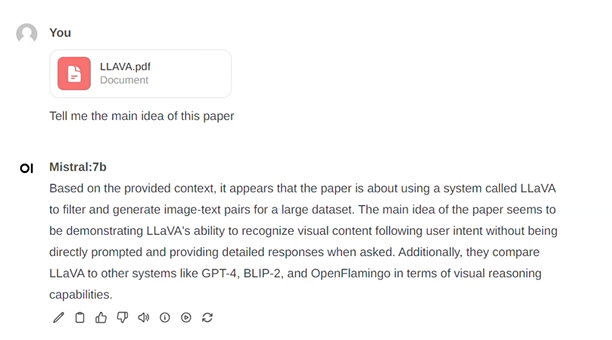 You
LLAVA.pdf
Document
Tell me the main idea of this paper
OI Mistral:7b
Based on the provided context, it appears that the paper is about using a system called LLaVA
to filter and generate image-text pairs for a large dataset. The main idea of the paper seems to
be demonstrating LLaVA's ability to recognize visual content following user intent without being
directly prompted and providing detailed responses when asked. Additionally, they compare
LLaVA to other systems like GPT-4, BLIP-2, and OpenFlamingo in terms of visual reasoning
capabilities.